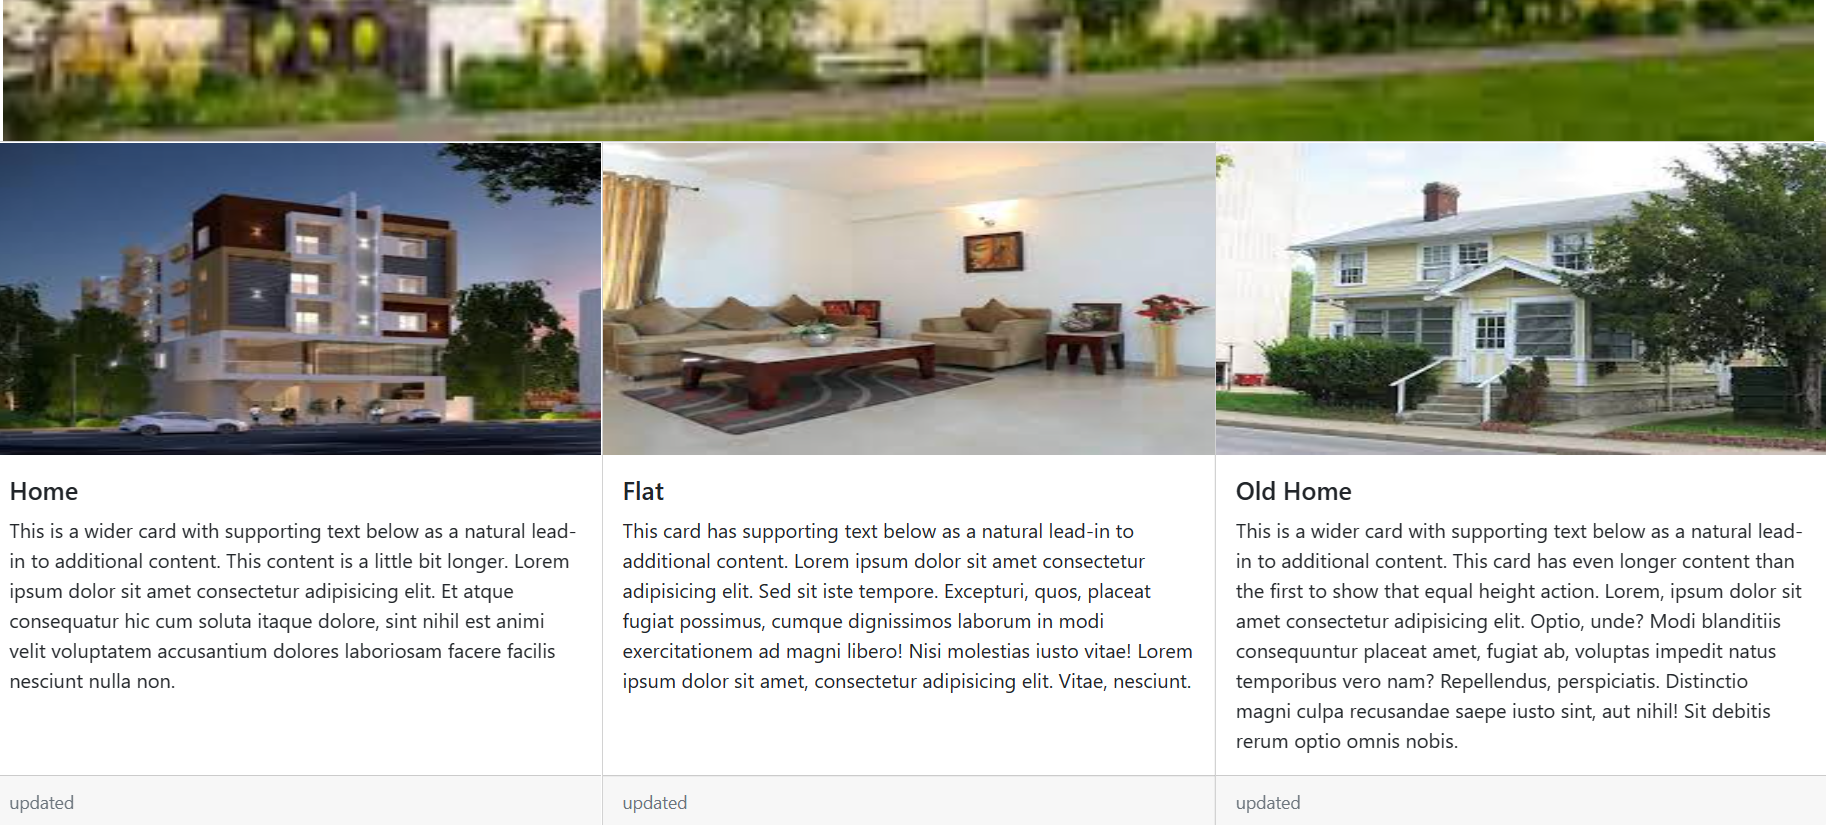 Home
This is a wider card with supporting text below as a natural lead-
in to additional content. This content is a little bit longer. Lorem
ipsum dolor sit amet consectetur adipisicing elit. Et atque
consequatur hic cum soluta itaque dolore, sint nihil est animi
velit voluptatem accusantium dolores laboriosam facere facilis
nesciunt nulla non.
updated
Flat
This card has supporting text below as a natural lead-in to
additional content. Lorem ipsum dolor sit amet consectetur
adipisicing elit. Sed sit iste tempore. Excepturi, quos, placeat
fugiat possimus, cumque dignissimos laborum in modi
exercitationem ad magni libero! Nisi molestias iusto vitae! Lorem
ipsum dolor sit amet, consectetur adipisicing elit. Vitae, nesciunt.
updated
Old Home
This is a wider card with supporting text below as a natural lead-
in to additional content. This card has even longer content than
the first to show that equal height action. Lorem, ipsum dolor sit
amet consectetur adipisicing elit. Optio, unde? Modi blanditiis
consequuntur placeat amet, fugiat ab, voluptas impedit natus
temporibus vero nam? Repellendus, perspiciatis. Distinctio
magni culpa recusandae saepe iusto sint, aut nihil! Sit debitis
rerum optio omnis nobis.
updated